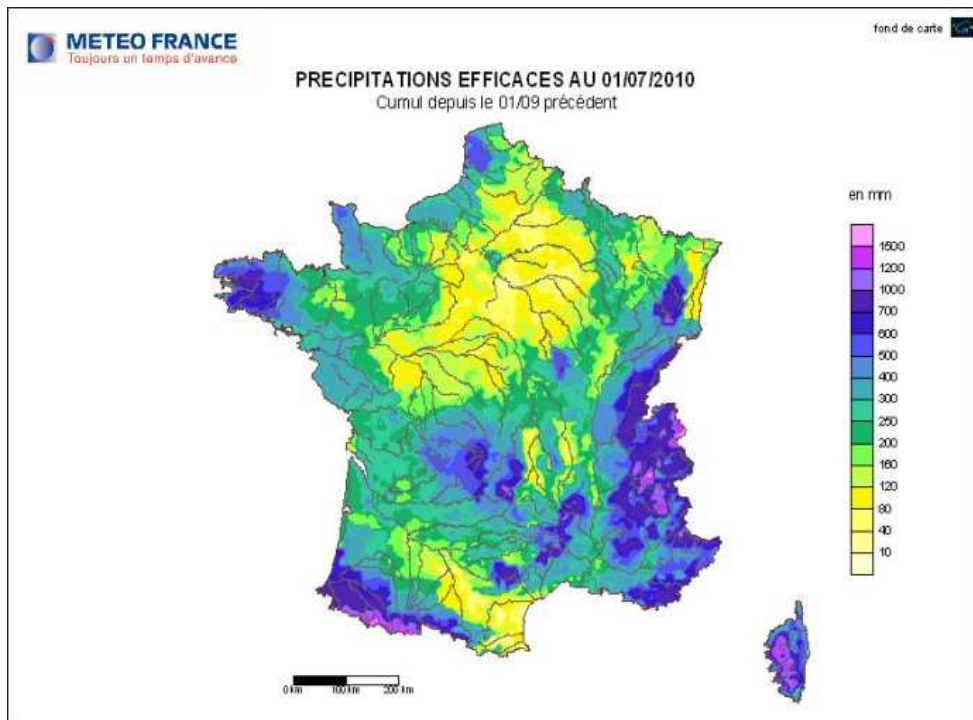 METEO FRANCE
Toujours un temps d'avance
fond de carte
PRECIPITATIONS EFFICACES AU 01/07/2010
Cumul depuis le 01/09 précédent
en mm
1500
1200
1000
700
600
500
400
300
250
200
160
120
80
40
10
0 km 100 km 200 km